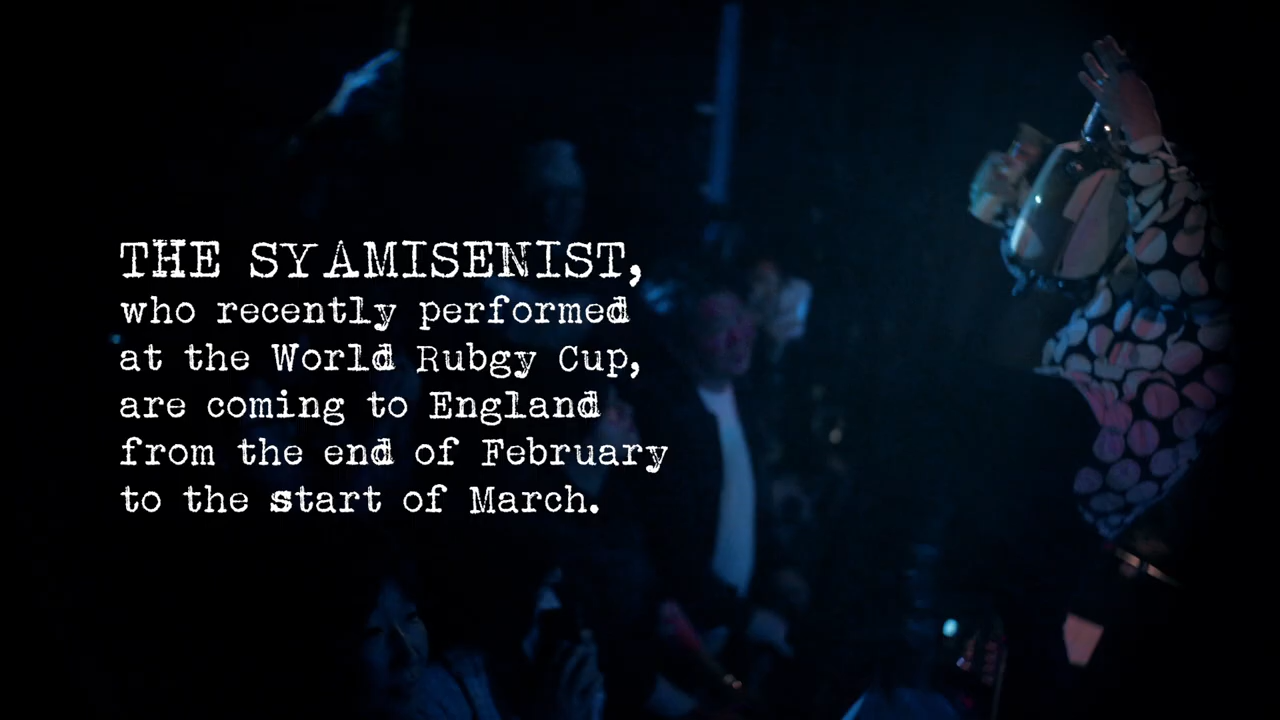 THE SYAMISENIST,
who recently performed
at the World Rubgy Cup,
are coming to England
from the end of February
to the start of March.